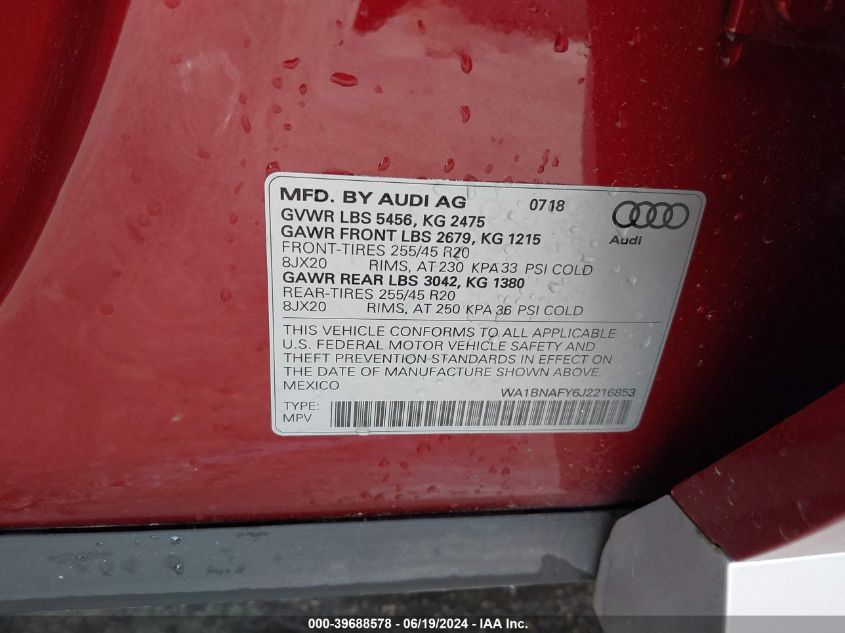 MFD. BY AUDI AG 0718
GVWR LBS 5456, KG 2475
GAWR FRONT LBS 2679, KG 1215
FRONT-TIRES 255/45 R20
8JX20 RIMS, AT 230 KPA 33 PSI COLD
GAWR REAR LBS 3042, KG 1380
REAR-TIRES 255/45 R20
8JX20 RIMS, AT 250 KPA 36 PSI COLD
Audi
THIS VEHICLE CONFORMS TO ALL APPLICABLE
U.S. FEDERAL MOTOR VEHICLE SAFETY AND
THEFT PREVENTION STANDARDS IN EFFECT ON
THE DATE OF MANUFACTURE SHOWN ABOVE.
MEXICO WA1BNAFY6J2216853
TYPE:
MPV
000-39688578 - 06/19/2024 - IAA Inc.